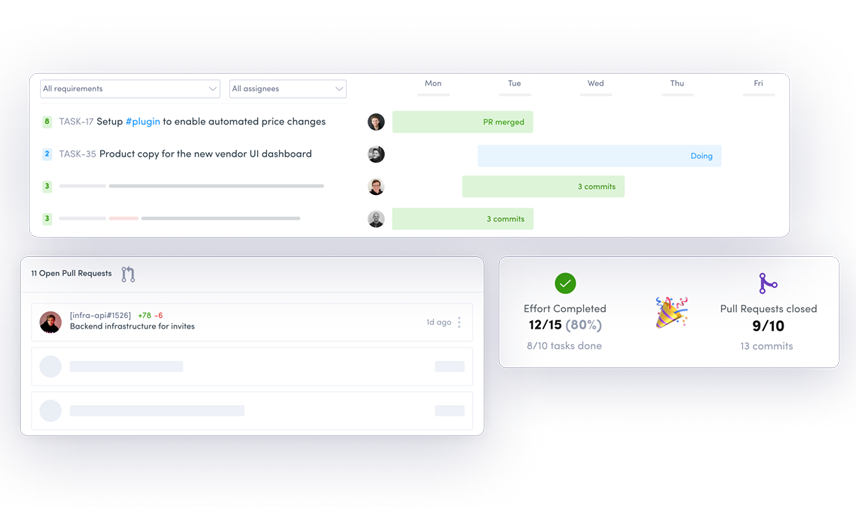 All requirements
All assignees
Mon
Tue
Wed
Thu
Fri
8 TASK-17 Setup #plugin to enable automated price changes
PR merged
2 TASK-35 Product copy for the new vendor UI dashboard
Doing
3
3 commits
3
3 commits
11 Open Pull Requests
[infra-api#1526] +78 -6
Backend infrastructure for invites
1d ago
Effort Completed
12/15 (80%)
8/10 tasks done
Pull Requests closed
9/10
13 commits